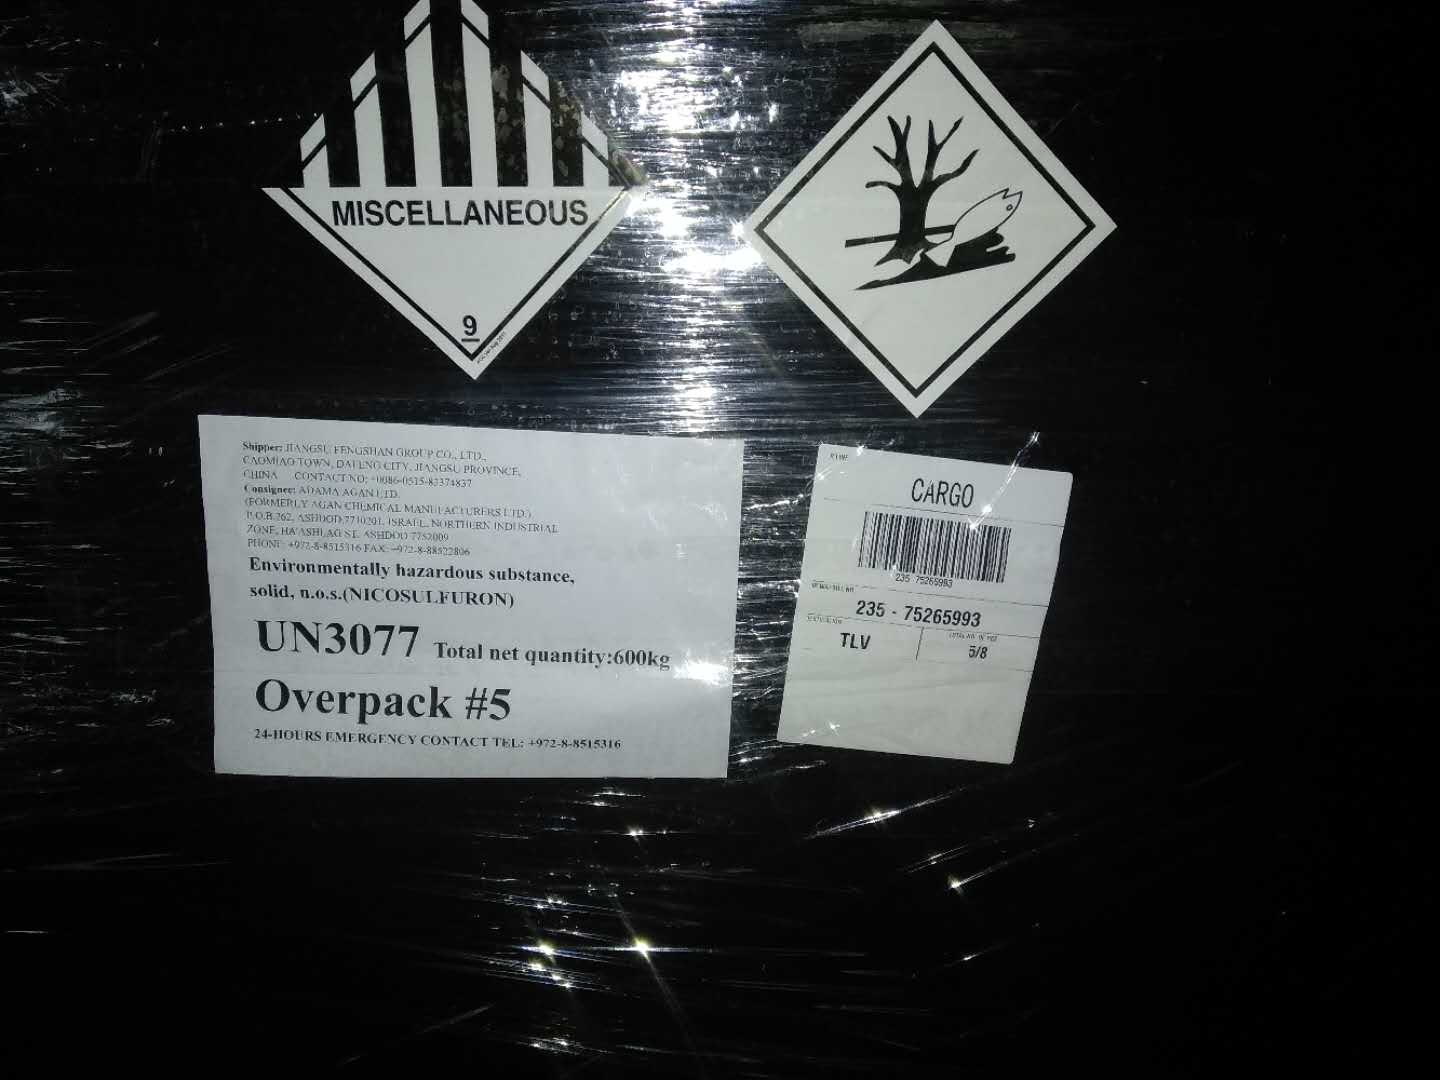 MISCELLANEOUS
9
Shipper: JIANGSU FENGSHAN GROUP CO., LTD.,
CAOMIAO TOWN, DAFENG CITY, JIANGSU PROVINCE,
CHINA CONTACT NO: +0086-0515-83374837
Consignee: ADAMA AGAN LTD.
(FORMERLY AGAN CHEMICAL MANUFACTURERS LTD.)
P.O.B.262, ASHDOD 7710201, ISRAEL, NORTHERN INDUSTRIAL
ZONE, HA'ASHLAG ST. ASHDOD 7752009
PHONE: +972-8-8515316 FAX: +972-8-88522806
Environmentally hazardous substance,
solid, n.o.s.(NICOSULFURON)
UN3077 Total net quantity:600kg
Overpack #5
24-HOURS EMERGENCY CONTACT TEL: +972-8-8515316
CARGO
235 75265993
235 - 75265993
TLV
5/8